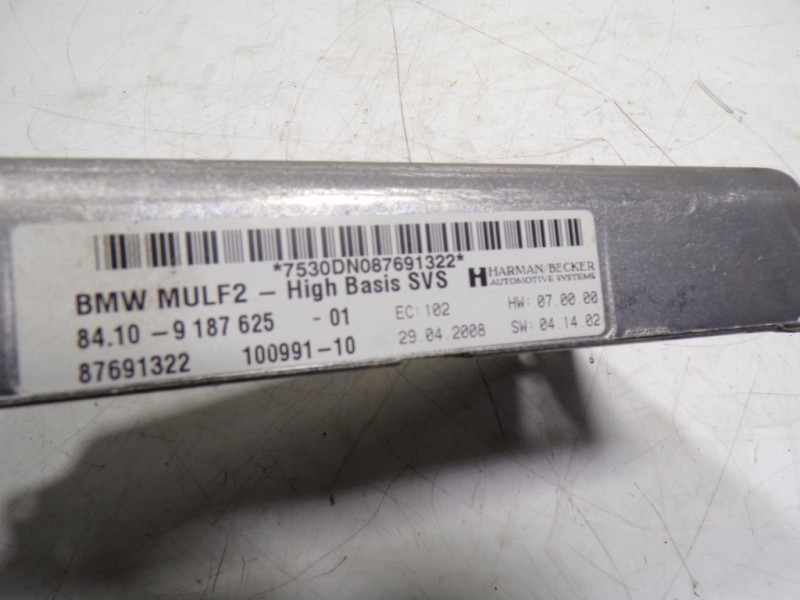 *7530DN087691322*
BMW MULF2 - High Basis SVS
H HARMAN/BECKER
AUTOMOTIVE SYSTEMS
84.10 - 9 187 625 - 01
EC: 102
HW: 07.00.00
87691322 100991-10
29.04.2008
SW: 04.14.02